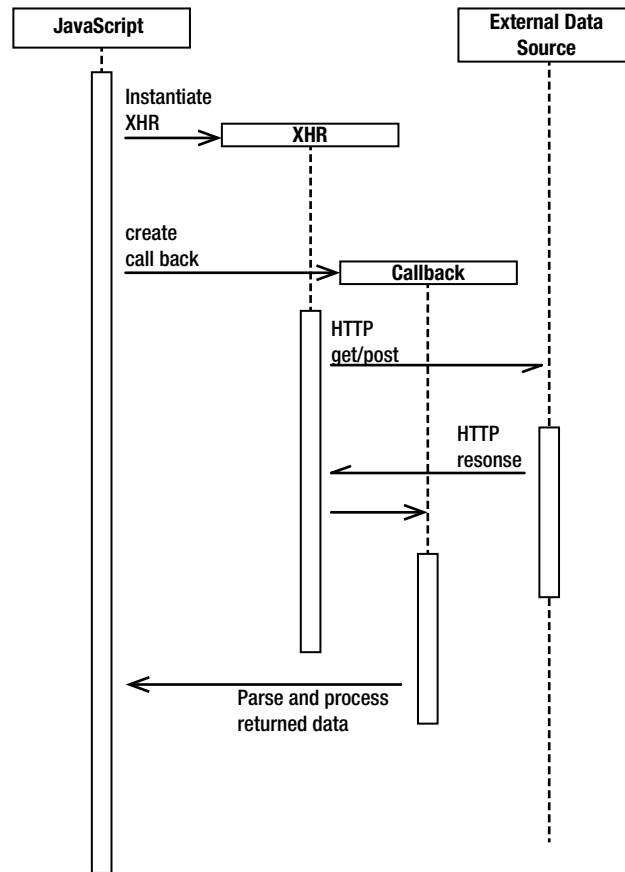 JavaScript
External Data
Source
Instantiate
XHR
XHR
create
call back
Callback
HTTP
get/post
HTTP
resonse
Parse and process
returned data